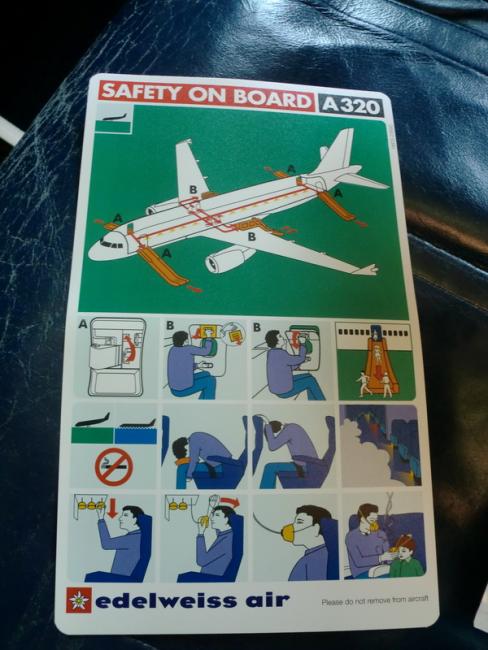 SAFETY ON BOARD A320
A
A
B
A
B
A
A B B
edelweiss air
Please do not remove from aircraft